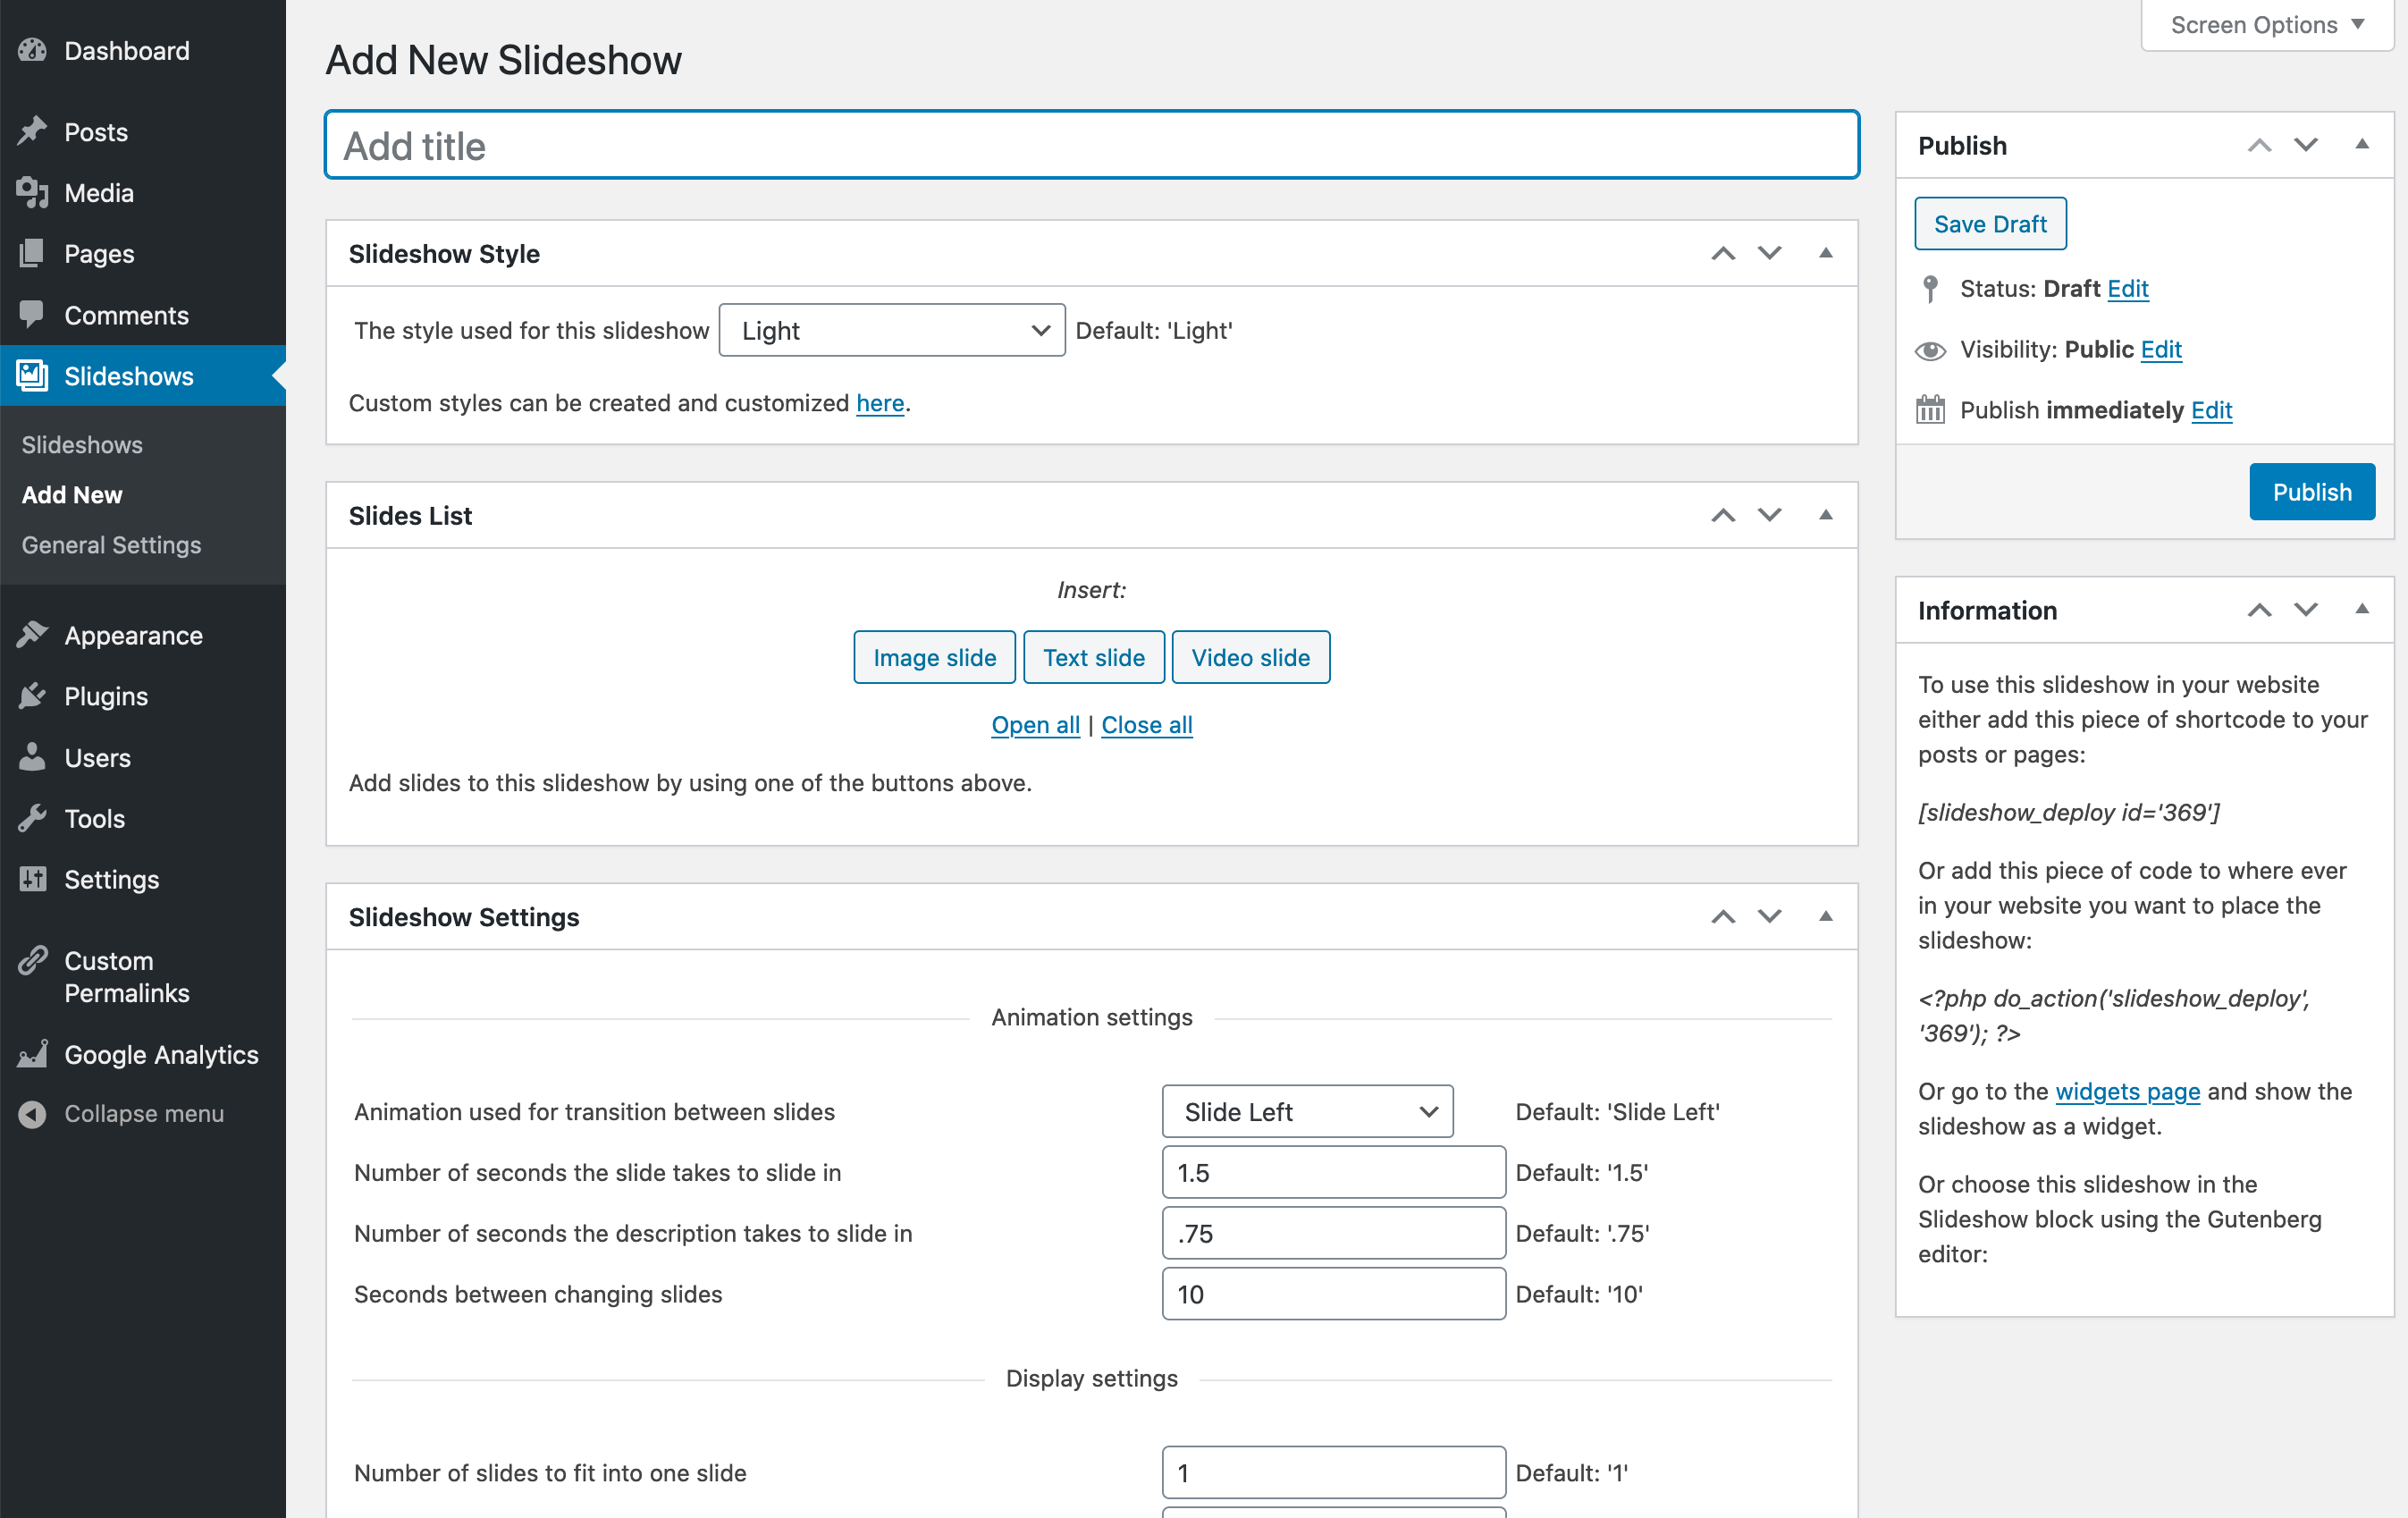 Dashboard
Posts
Media
Pages
Comments
Slideshows
Slideshows
Add New
General Settings
Appearance
Plugins
Users
Tools
Settings
Custom
Permalinks
Google Analytics
Collapse menu
Screen Options
Add New Slideshow
Add title
Slideshow Style
The style used for this slideshow Light Default: 'Light'
Custom styles can be created and customized here.
Slides List
Insert:
Image slide Text slide Video slide
Open all | Close all
Add slides to this slideshow by using one of the buttons above.
Slideshow Settings
Animation settings
Animation used for transition between slides Slide Left Default: 'Slide Left'
Number of seconds the slide takes to slide in 1.5 Default: '1.5'
Number of seconds the description takes to slide in .75 Default: '.75'
Seconds between changing slides 10 Default: '10'
Display settings
Number of slides to fit into one slide 1 Default: '1'
Publish
Save Draft
Status: Draft Edit
Visibility: Public Edit
Publish immediately Edit
Publish
Information
To use this slideshow in your website
either add this piece of shortcode to your
posts or pages:
[slideshow_deploy id='369']
Or add this piece of code to where ever
in your website you want to place the
slideshow:
<?php do_action('slideshow_deploy',
'369'); ?>
Or go to the widgets page and show the
slideshow as a widget.
Or choose this slideshow in the
Slideshow block using the Gutenberg
editor: